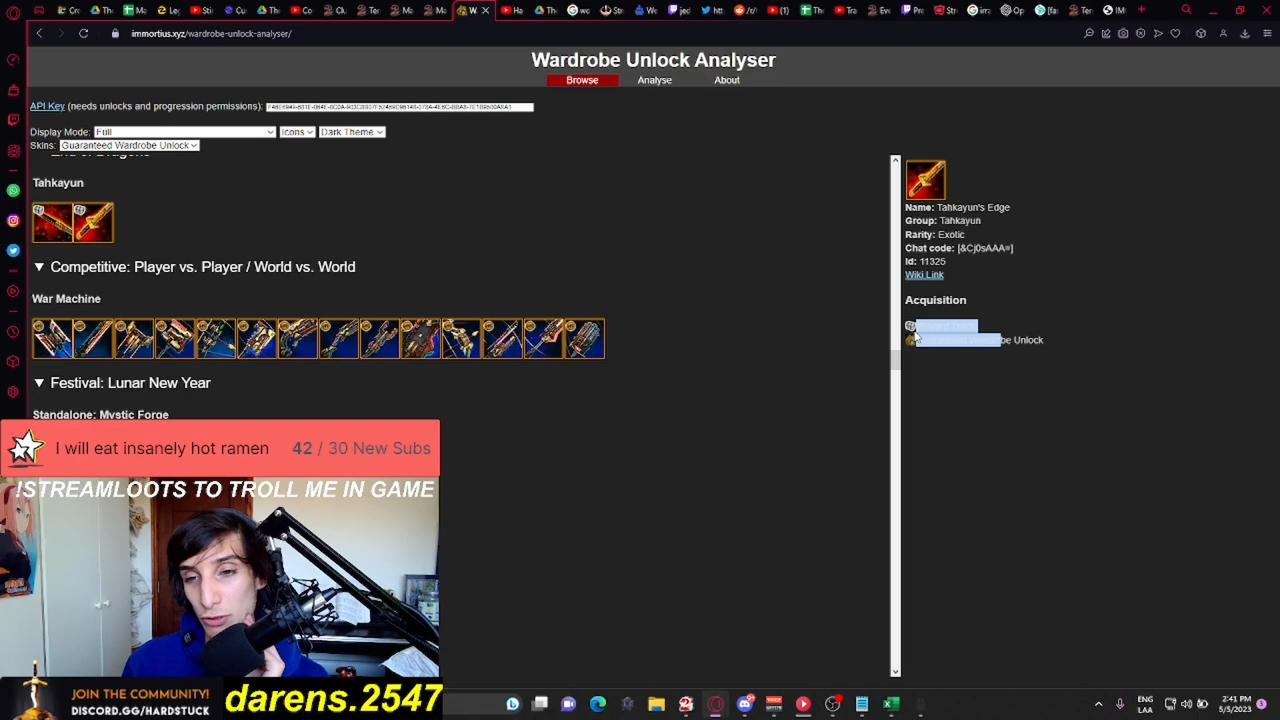 immortius.xyz/wardrobe-unlock-analyser/
Wardrobe Unlock Analyser
Browse
Analyse
About
API Key (needs unlocks and progression permissions):
Display Mode: Full Icons Dark Theme
Skins: Guaranteed Wardrobe Unlock
Tahkayun
Name: Tahkayun's Edge
Group: Tahkayun
Rarity: Exotic
Chat code: [&Cj0sAAA=]
Id: 11325
Wiki Link
Acquisition
be Unlock
▼ Competitive: Player vs. Player / World vs. World
War Machine
▼ Festival: Lunar New Year
Standalone: Mystic Forge
I will eat insanely hot ramen 42 / 30 New Subs
!STREAMLOOTS TO TROLL ME IN GAME
JOIN THE COMMUNITY!
DISCORD.GG/HARDSTUCK
darens.2547
ENG
LAA
2:41 PM
5/5/2023